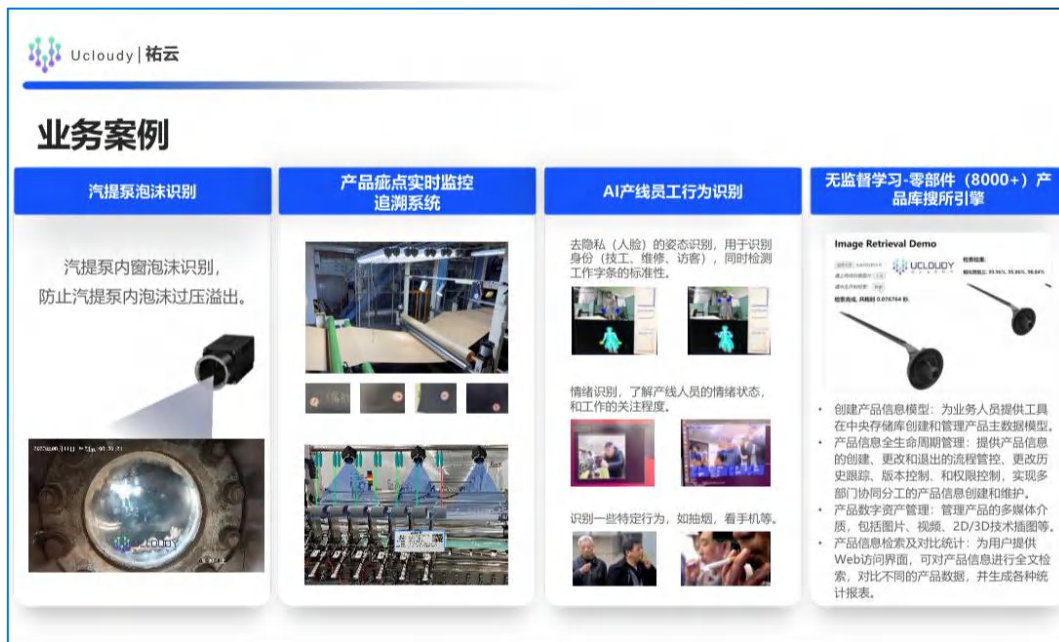 Ucloudy|祐云
业务案例
汽提泵泡沫识别
汽提泵内窗泡沫识别，
防止汽提泵内泡沫过压溢出。
UCLOUDY
产品疵点实时监控
追溯系统
AI产线员工行为识别
去隐私（人脸）的姿态识别，用于识别
身份（技工、维修、访客），同时检测
工作字条的标准性。
情绪识别，了解产线人员的情绪状态，
和工作的关注程度。
识别一些特定行为，如抽烟，看手机等。
无监督学习-零部件（8000+）产
品库搜所引擎
Image Retrieval Demo
UCLOUDY
检索结果:
• 创建产品信息模型：为业务人员提供工具
在中央存储库创建和管理产品主数据模型。
• 产品信息全生命周期管理：提供产品信息
的创建、更改和退出的流程管控、更改历
史跟踪、版本控制、和权限控制，实现多
部门协同分工的产品信息创建和维护。
• 产品数字资产管理：管理产品的多媒体介
质，包括图片、视频、2D/3D技术插图等。
• 产品信息检索及对比统计：为用户提供
Web访问界面，可对产品信息进行全文检
索，对比不同的产品数据，并生成各种统
计报表。